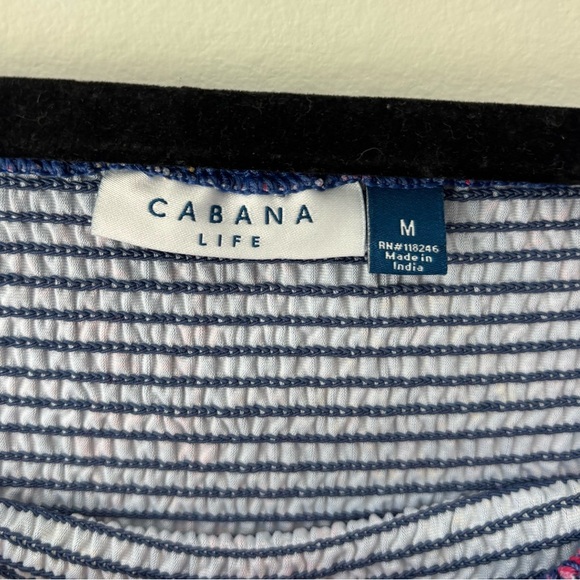 CABANA
LIFE
M
RN#118246
Made in
India